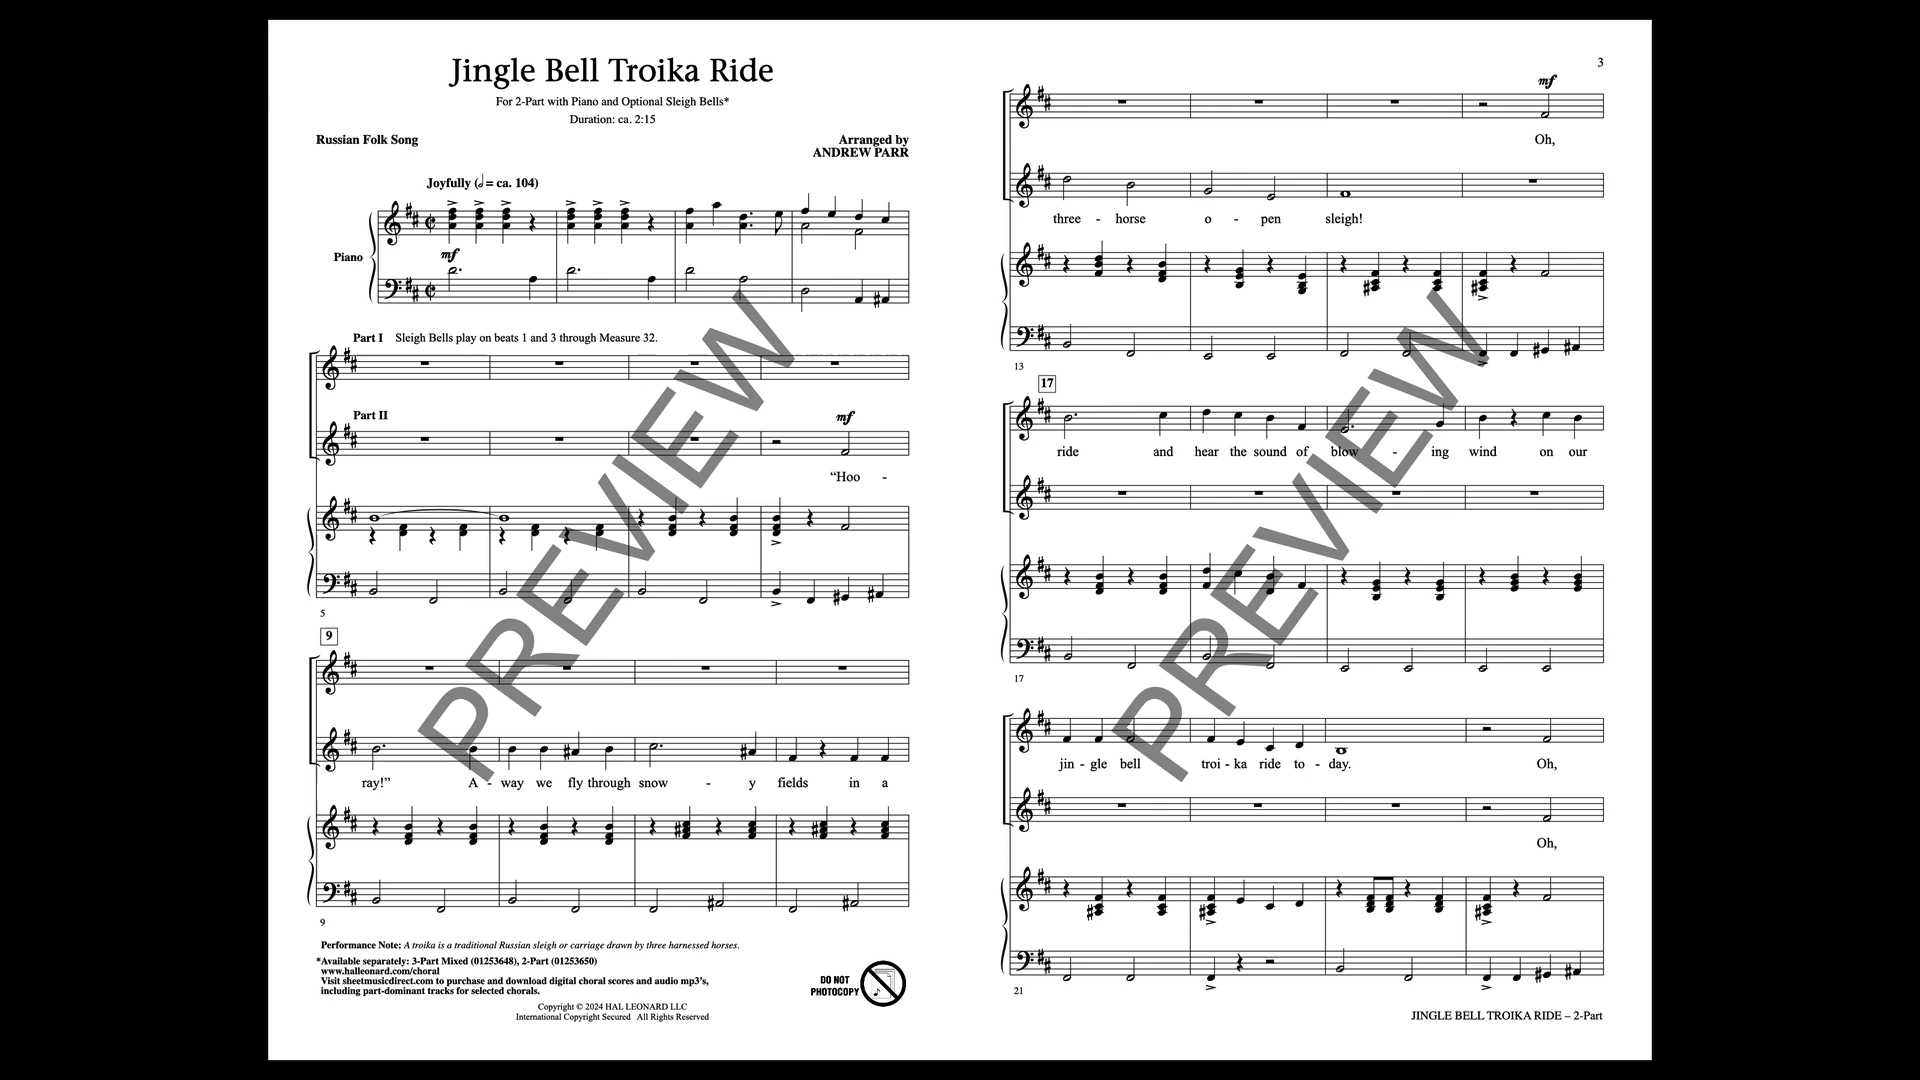 Jingle Bell Troika Ride
For 2-Part with Piano and Optional Sleigh Bells*
Duration: ca. 2:15
Russian Folk Song
Arranged by
ANDREW PARR
Joyfully (𝅗𝅥 = ca. 104)
Piano
mf
Part I Sleigh Bells play on beats 1 and 3 through Measure 32.
Part II
mf
“Hoo -
5
9
ray!” A - way we fly through snow - y fields in a
9
Performance Note: A troika is a traditional Russian sleigh or carriage drawn by three harnessed horses.
*Available separately: 3-Part Mixed (01253648), 2-Part (01253650)
www.halleonard.com/choral
Visit sheetmusicdirect.com to purchase and download digital choral scores and audio mp3’s,
including part-dominant tracks for selected chorals.
DO NOT
PHOTOCOPY
Copyright © 2024 HAL LEONARD LLC
International Copyright Secured All Rights Reserved
PREVIEW
3
mf
Oh,
three - horse o - pen sleigh!
13
17
ride and hear the sound of blow - ing wind on our
17
jin - gle bell troi - ka ride to - day. Oh,
Oh,
21
JINGLE BELL TROIKA RIDE – 2-Part
PREVIEW